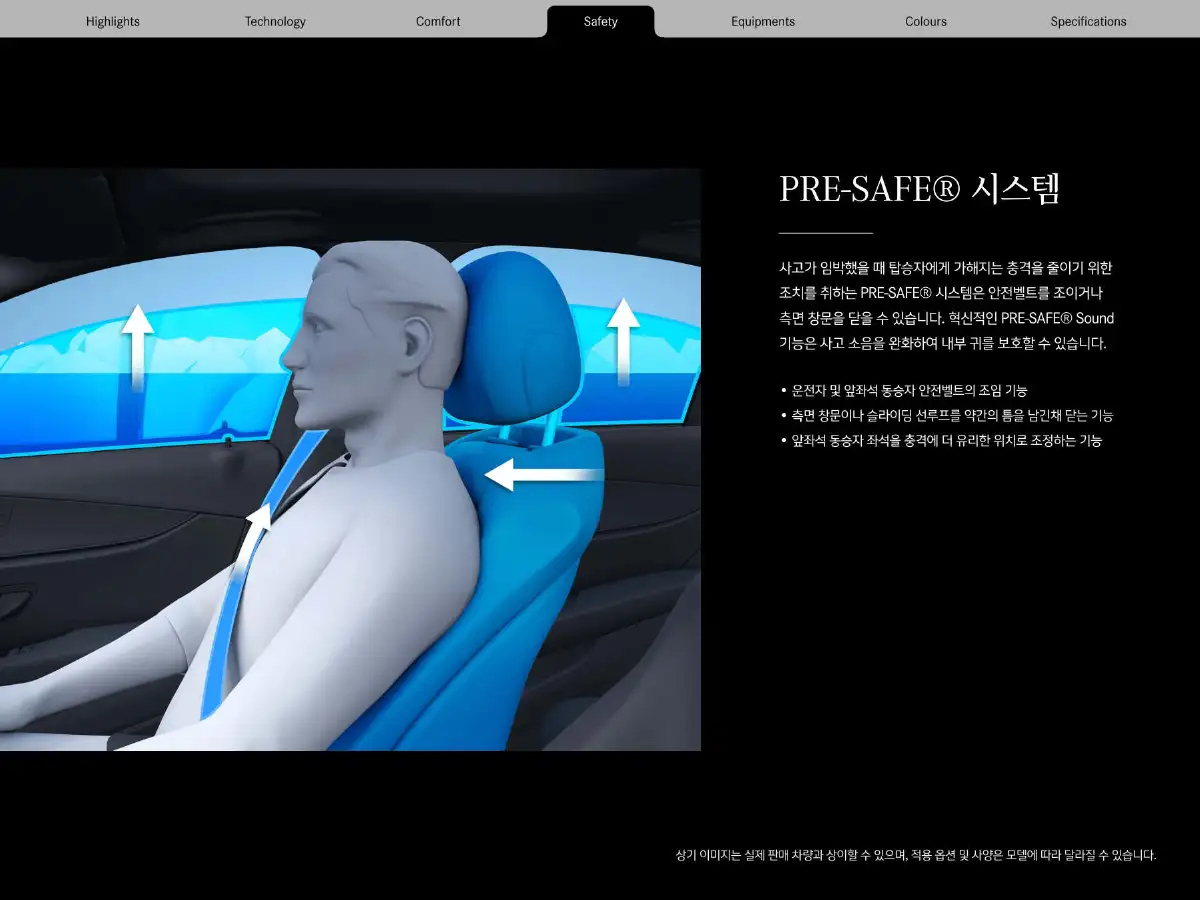 Highlights
Technology
Comfort
Safety
Equipments
Colours
Specifications
PRE-SAFE® 시스템
사고가 임박했을 때 탑승자에게 가해지는 충격을 줄이기 위한
조치를 취하는 PRE-SAFE® 시스템은 안전벨트를 조이거나
측면 창문을 닫을 수 있습니다. 혁신적인 PRE-SAFE® Sound
기능은 사고 소음을 완화하여 내부 귀를 보호할 수 있습니다.
• 운전자 및 앞좌석 동승자 안전벨트의 조임 기능
• 측면 창문이나 슬라이딩 선루프를 약간의 틈을 남긴채 닫는 기능
• 앞좌석 동승자 좌석을 충격에 더 유리한 위치로 조정하는 기능
상기 이미지는 실제 판매 차량과 상이할 수 있으며, 적용 옵션 및 사양은 모델에 따라 달라질 수 있습니다.